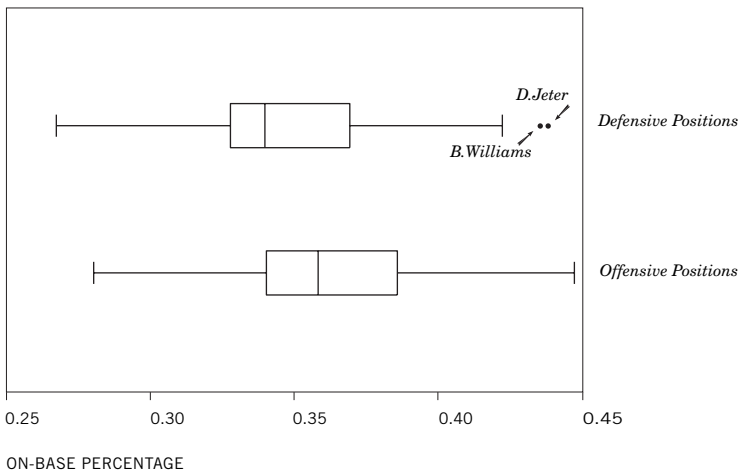 D.Jeter
Defensive Positions
B.Williams
Offensive Positions
0.25 0.30 0.35 0.40 0.45
ON-BASE PERCENTAGE